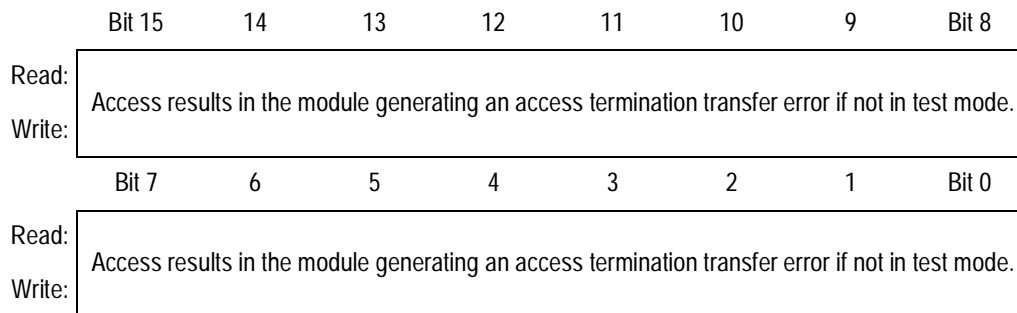 Bit 15 14 13 12 11 10 9 Bit 8
Read:
Access results in the module generating an access termination transfer error if not in test mode.
Write:
Bit 7 6 5 4 3 2 1 Bit 0
Read:
Access results in the module generating an access termination transfer error if not in test mode.
Write: